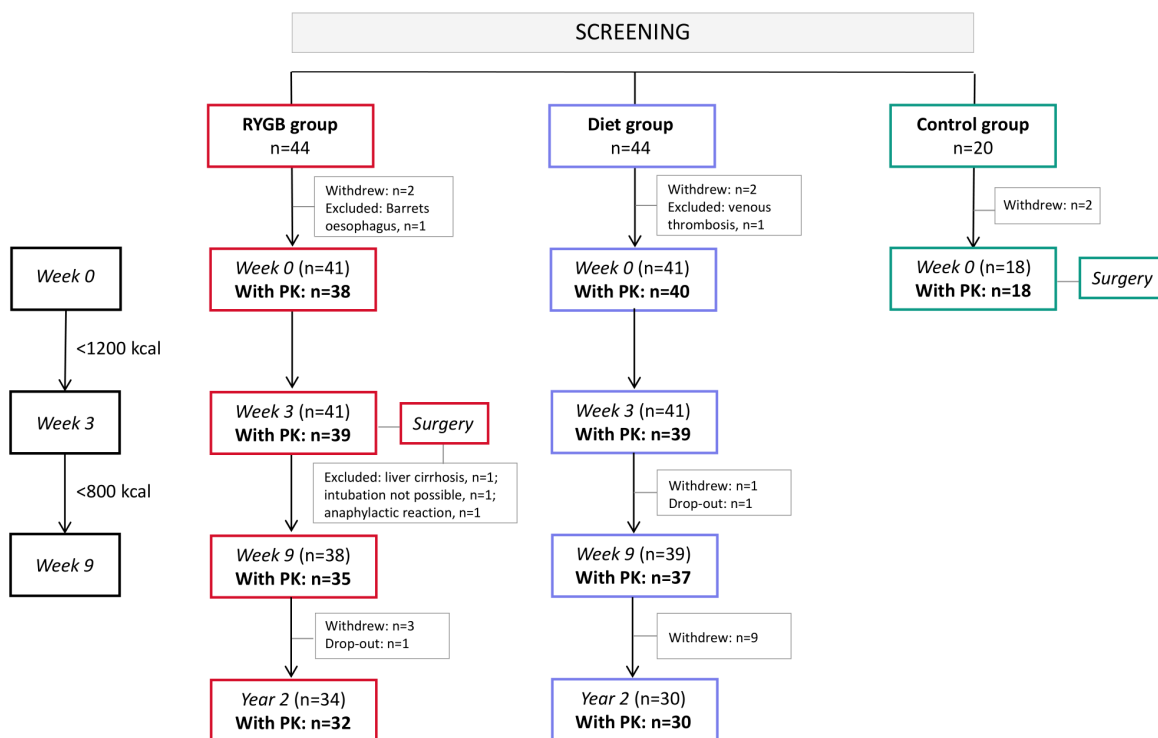 SCREENING
RYGB group
n=44
Diet group
n=44
Control group
n=20
Withdrew: n=2
Excluded: Barrets
oesophagus, n=1
Withdrew: n=2
Excluded: venous
thrombosis, n=1
Withdrew: n=2
Week 0
Week 0 (n=41)
With PK: n=38
Week 0 (n=41)
With PK: n=40
Week 0 (n=18)
With PK: n=18
Surgery
<1200 kcal
Week 3
Week 3 (n=41)
With PK: n=39
Surgery
Week 3 (n=41)
With PK: n=39
<800 kcal
Excluded: liver cirrhosis, n=1;
intubation not possible, n=1;
anaphylactic reaction, n=1
Withdrew: n=1
Drop-out: n=1
Week 9
Week 9 (n=38)
With PK: n=35
Week 9 (n=39)
With PK: n=37
Withdrew: n=3
Drop-out: n=1
Withdrew: n=9
Year 2 (n=34)
With PK: n=32
Year 2 (n=30)
With PK: n=30